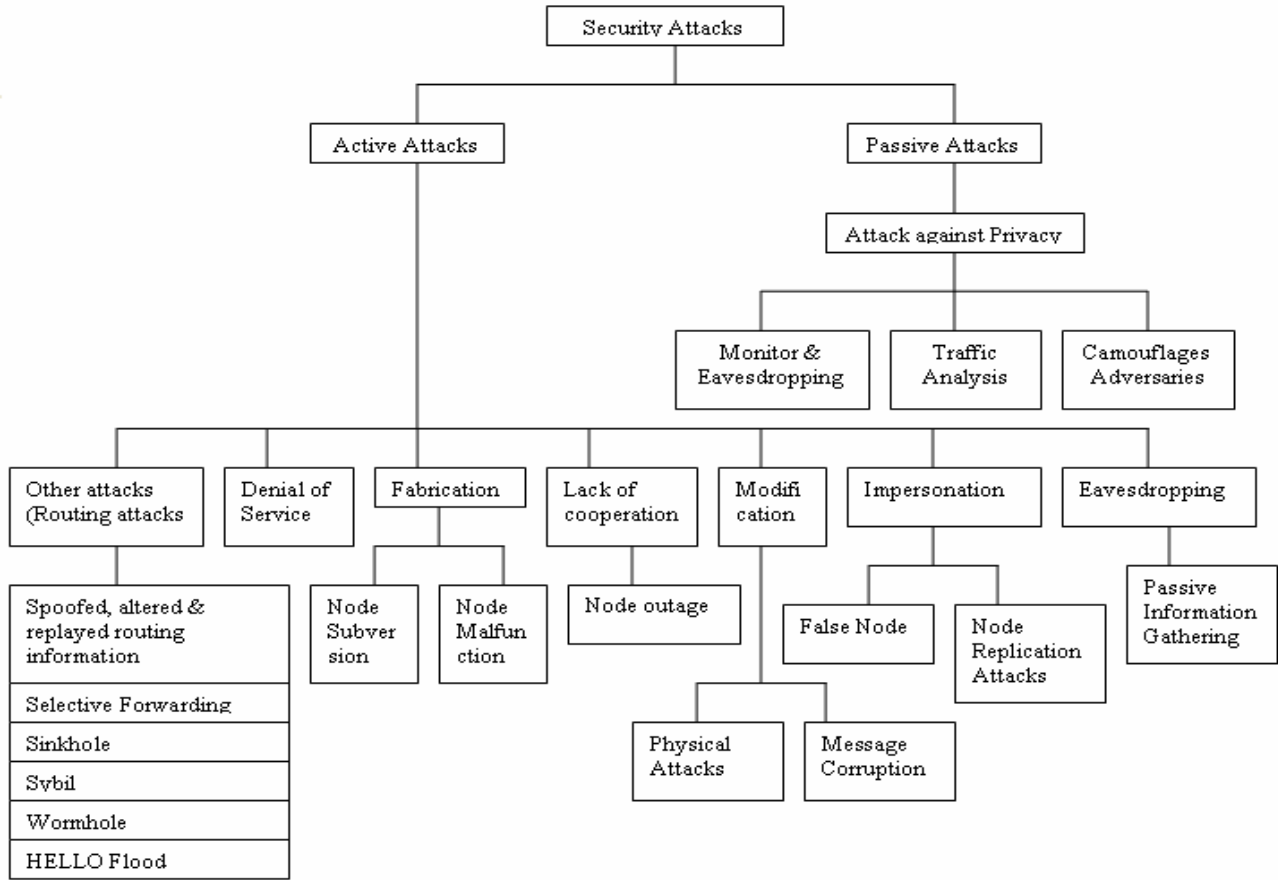 Security Attacks
Active Attacks
Passive Attacks
Attack against Privacy
Monitor &
Eavesdropping
Traffic
Analysis
Camouflages
Adversaries
Other attacks
(Routing attacks
Denial of
Service
Fabrication
Lack of
cooperation
Modifi
cation
Impersonation
Eavesdropping
Spoofed, altered &
replayed routing
information
Selective Forwarding
Sinkhole
Sybil
Wormhole
HELLO Flood
Node
Subver
sion
Node
Malfun
ction
Node outage
Physical
Attacks
Message
Corruption
False Node
Node
Replication
Attacks
Passive
Information
Gathering